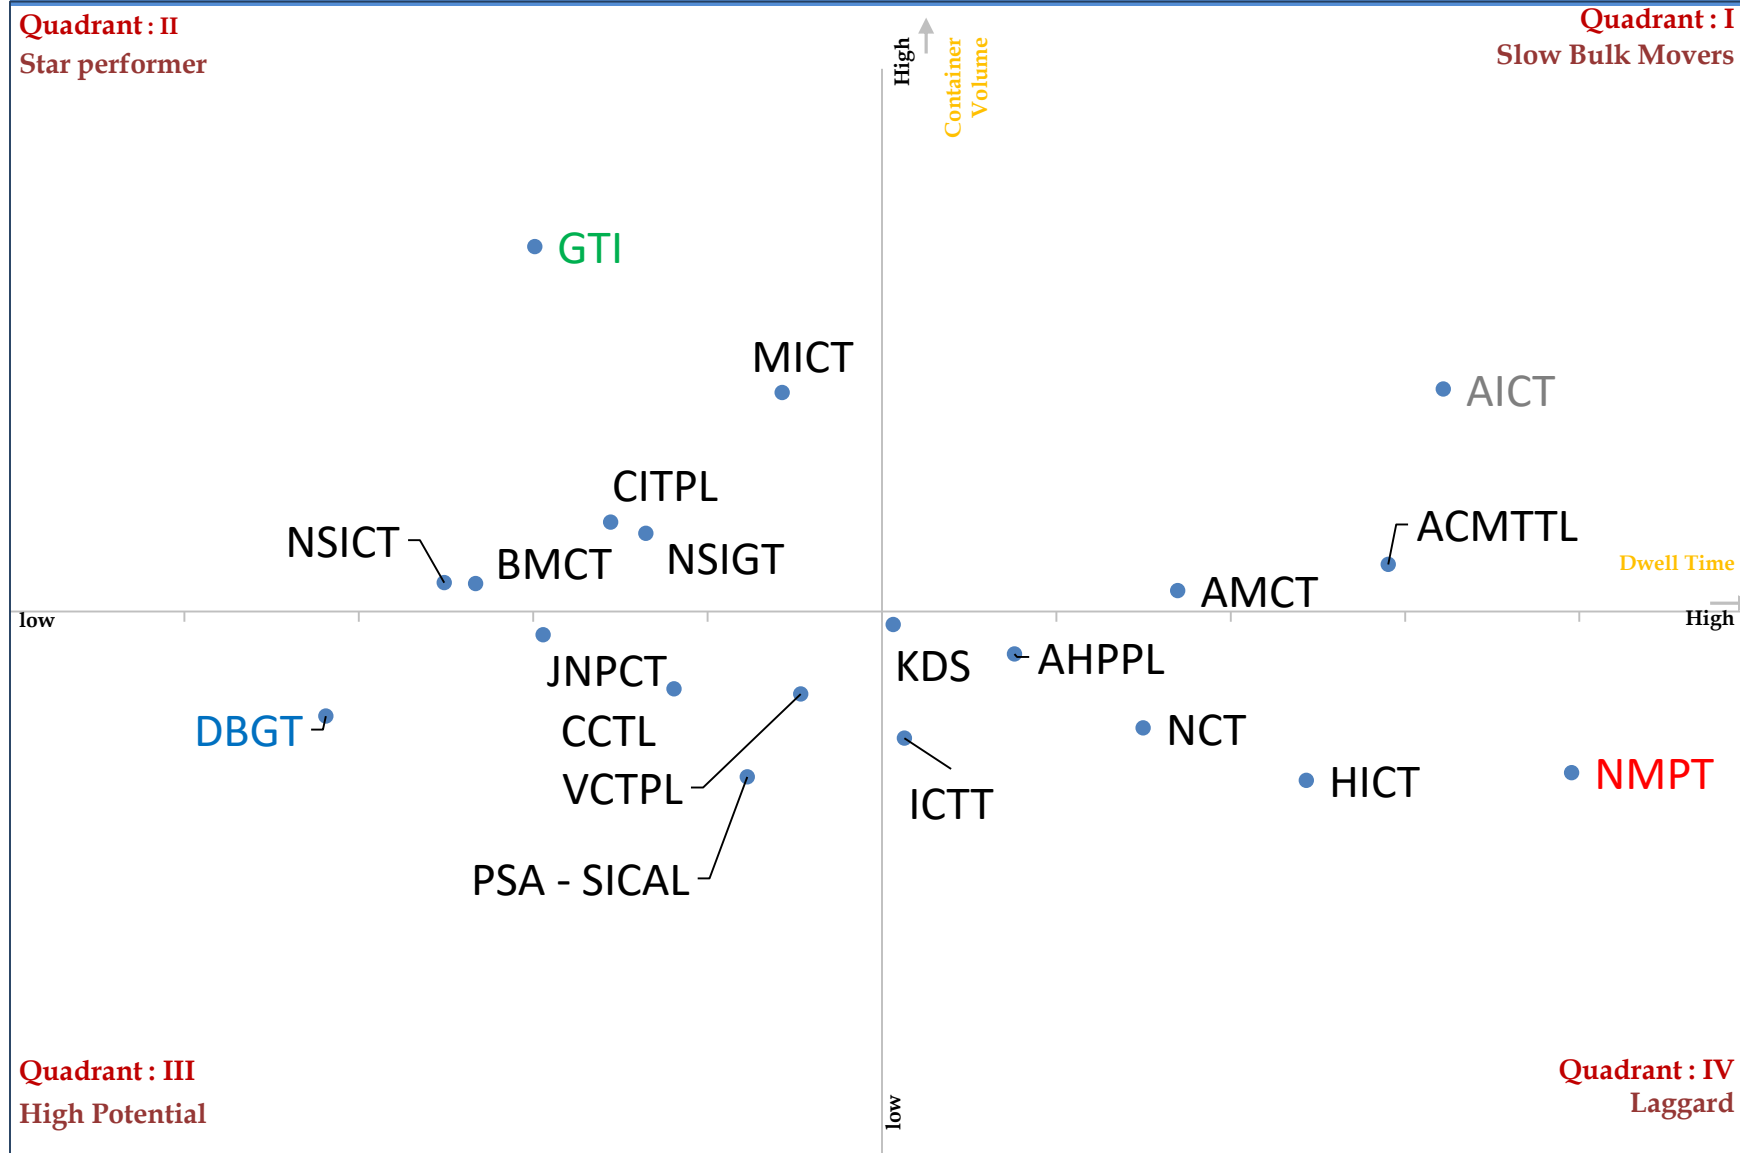 Quadrant : II
Star performer
Quadrant : I
Slow Bulk Movers
High
Container
Volume
GTI
MICT
AICT
CITPL
NSICT
BMCT
NSIGT
ACMTTL
Dwell Time
AMCT
low
High
JNPCT
KDS
AHPPL
DBGT
CCTL
NCT
VCTPL
ICTT
HICT
NMPT
PSA - SICAL
Quadrant : III
High Potential
low
Quadrant : IV
Laggard